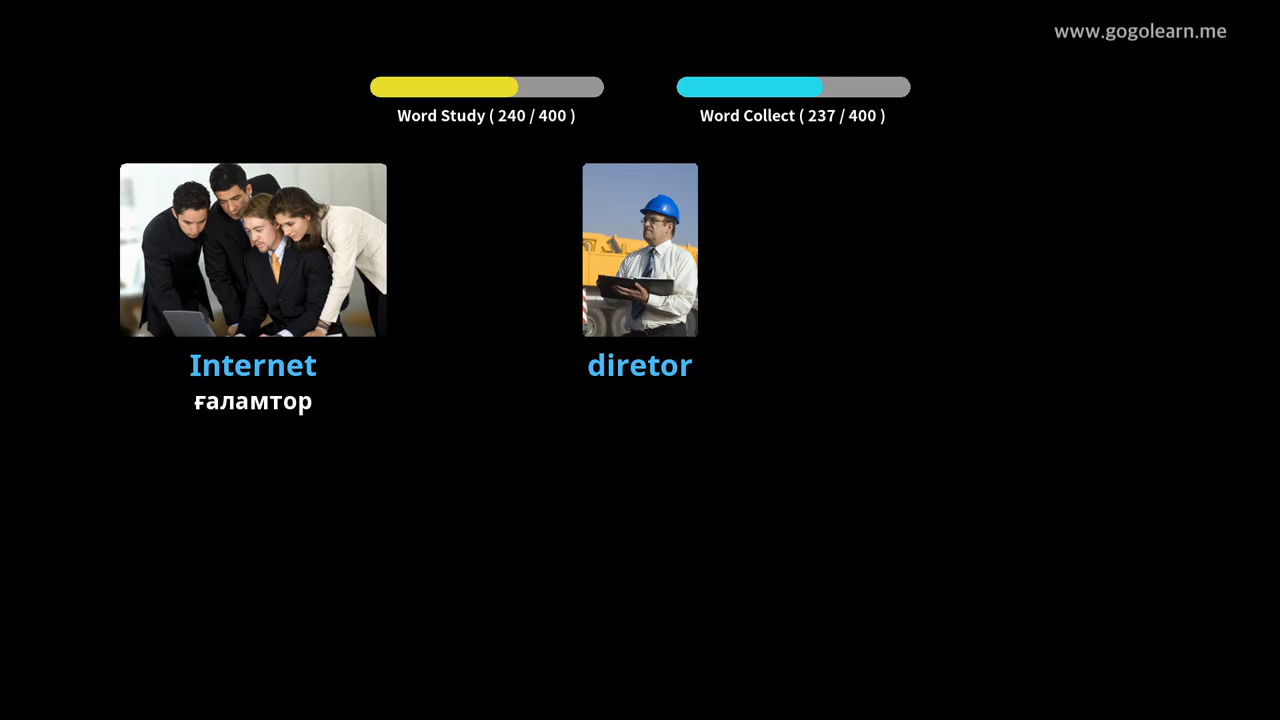 www.gogolearn.me
Word Study ( 240 / 400 )
Word Collect ( 237 / 400 )
Internet
ғаламтор
diretor